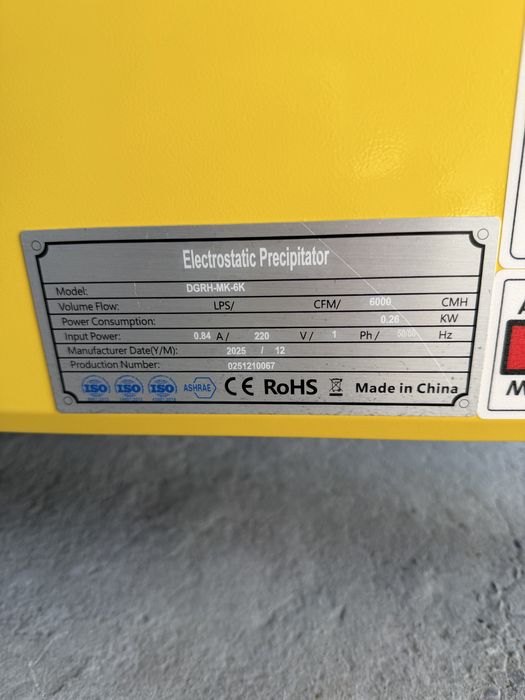 Electrostatic Precipitator
Model: DGRH-MK-6K
Volume Flow: LPS/ CFM/ 6000 CMH
Power Consumption: 0.26 KW
Input Power: 0.84 A/ 220 V/ 1 Ph/ 50/60 Hz
Manufacturer Date(Y/M): 2025 / 12
Production Number: 0251210067
ISO ISO ISO ASHRAE CE RoHS Made in China